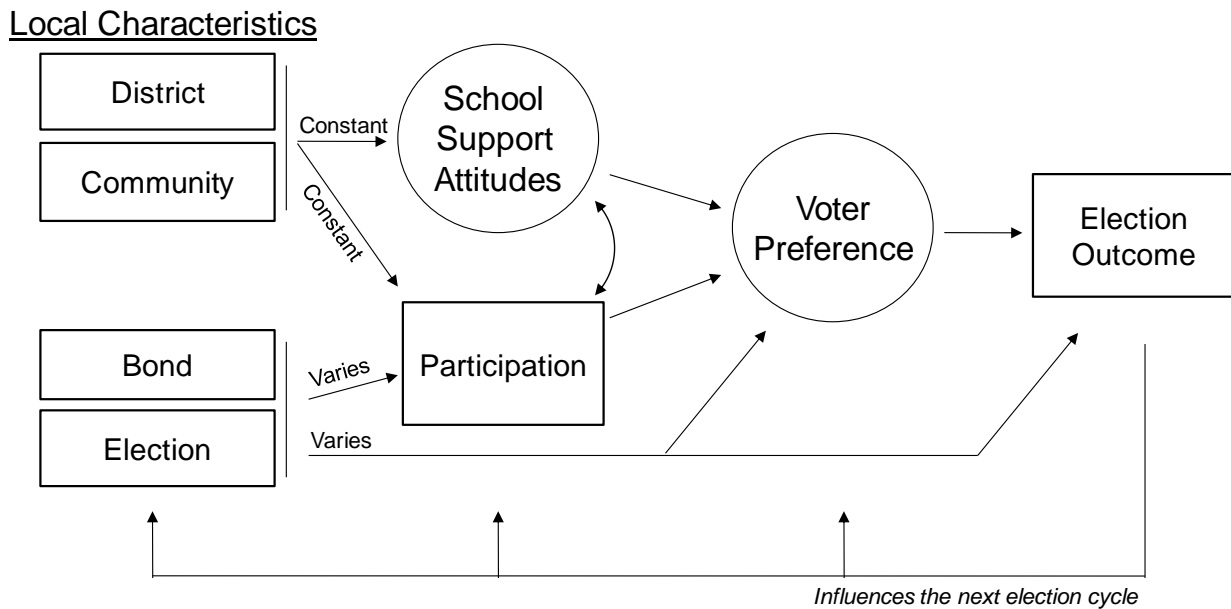 Local Characteristics
District
Community
Constant
Constant
School
Support
Attitudes
Voter
Preference
Election
Outcome
Bond
Election
Varies
Varies
Participation
Influences the next election cycle